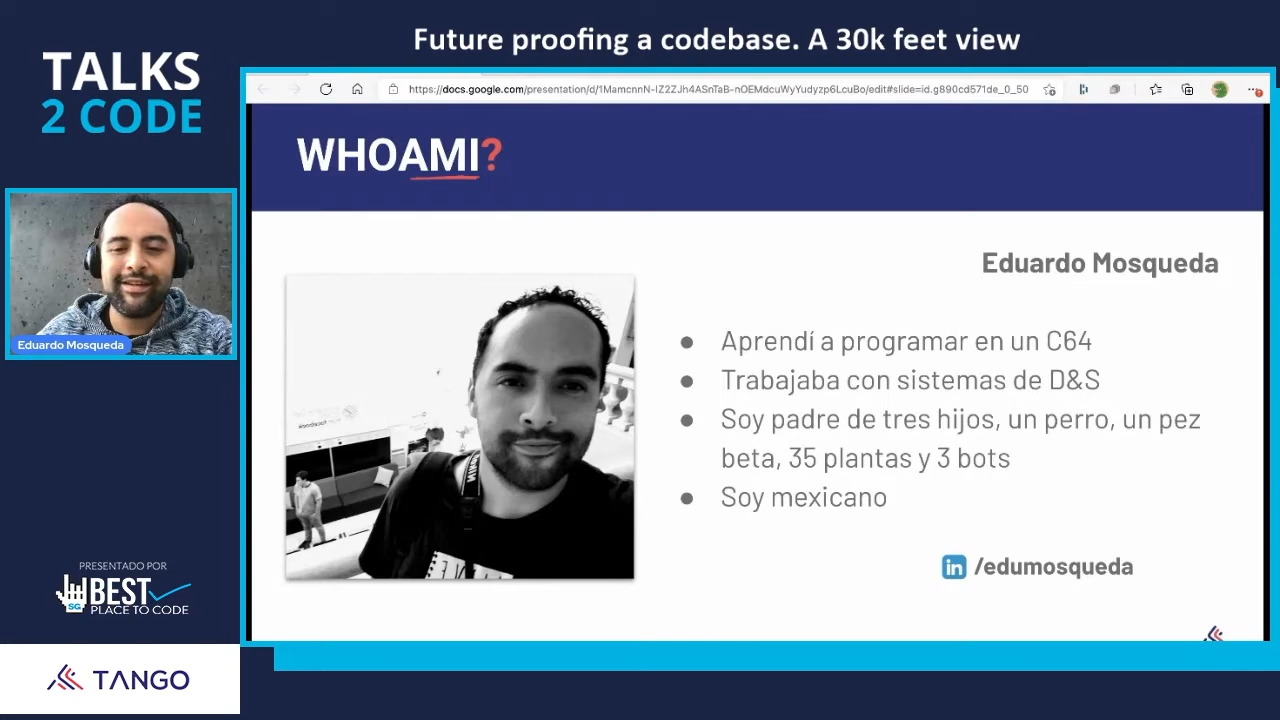 Future proofing a codebase. A 30k feet view
TALKS
2 CODE
https://docs.google.com/presentation/d/1MamcnnN-IZ2ZJh4ASnTaB-nOEMdcuWyYudyzp6LcuBo/edit#slide=id.g890cd571de_0_50
WHOAMI?
Eduardo Mosqueda
Eduardo Mosqueda
● Aprendí a programar en un C64
● Trabajaba con sistemas de D&S
● Soy padre de tres hijos, un perro, un pez
beta, 35 plantas y 3 bots
● Soy mexicano
in /edumosqueda
PRESENTADO POR
SG BEST
PLACE TO CODE
TANGO